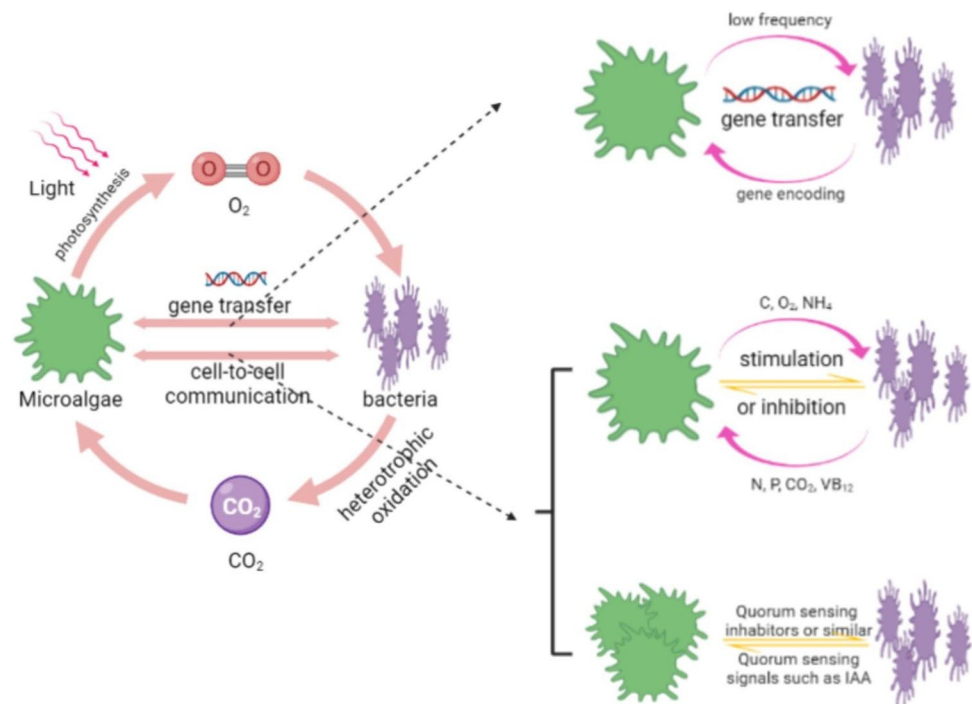 Light
photosynthesis
O O
O₂
gene transfer
cell-to-cell
communication
Microalgae
bacteria
heterotrophic
oxidation
CO₂
CO₂
low frequency
gene transfer
gene encoding
C, O₂, NH₄
stimulation
or inhibition
N, P, CO₂, VB₁₂
Quorum sensing
inhabitors or similar
Quorum sensing
signals such as IAA